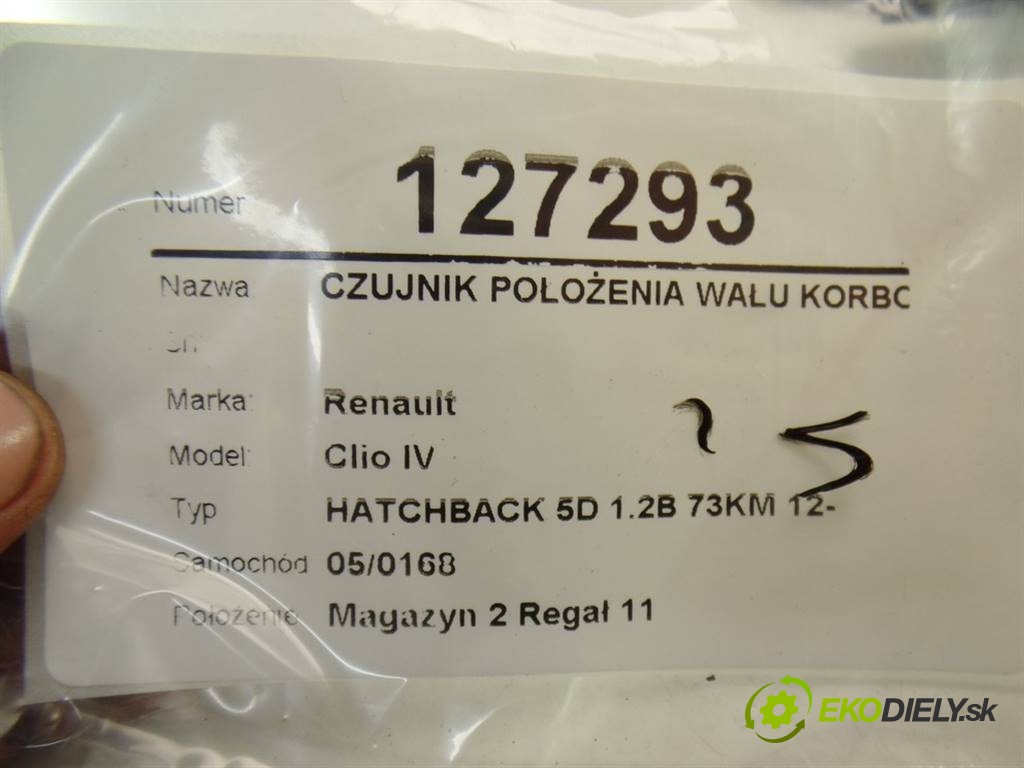 Numer 127293
Nazwa CZUJNIK POŁOŻENIA WAŁU KORBO
Marka: Renault
Model: Clio IV
Typ HATCHBACK 5D 1.2B 73KM 12-
Samochód 05/0168
Położenie Magazyn 2 Regał 11
EKODIELY.sk